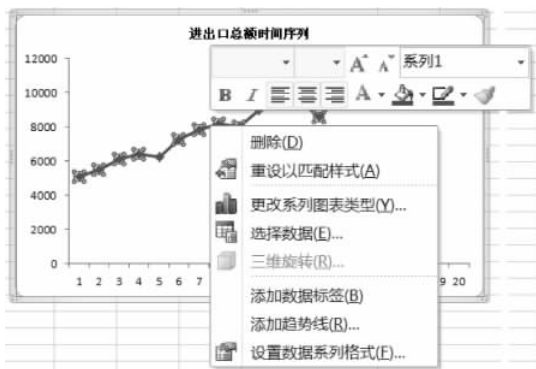 进出口总额时间序列
12000
10000
8000
6000
4000
2000
0
1 2 3 4 5 6 7 9 20
A A 系列1
B I A
删除(D)
重设以匹配样式(A)
更改系列图表类型(Y)...
选择数据(E)...
三维旋转(R)...
添加数据标签(B)
添加趋势线(R)...
设置数据系列格式(F)...